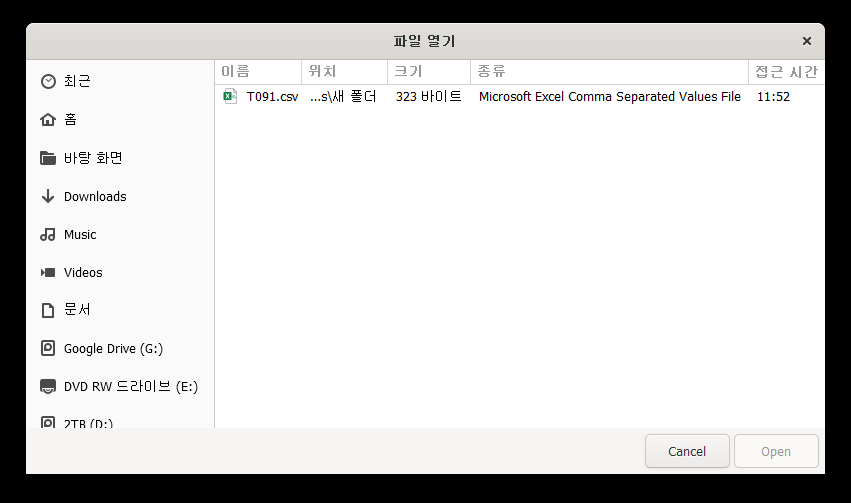 파일 열기
최근
홈
바탕 화면
Downloads
Music
Videos
문서
Google Drive (G:)
DVD RW 드라이브 (E:)
2TB (D:)
이름 위치 크기 종류 접근 시간
T091.csv ...s\새 폴더 323 바이트 Microsoft Excel Comma Separated Values File 11:52
Cancel Open